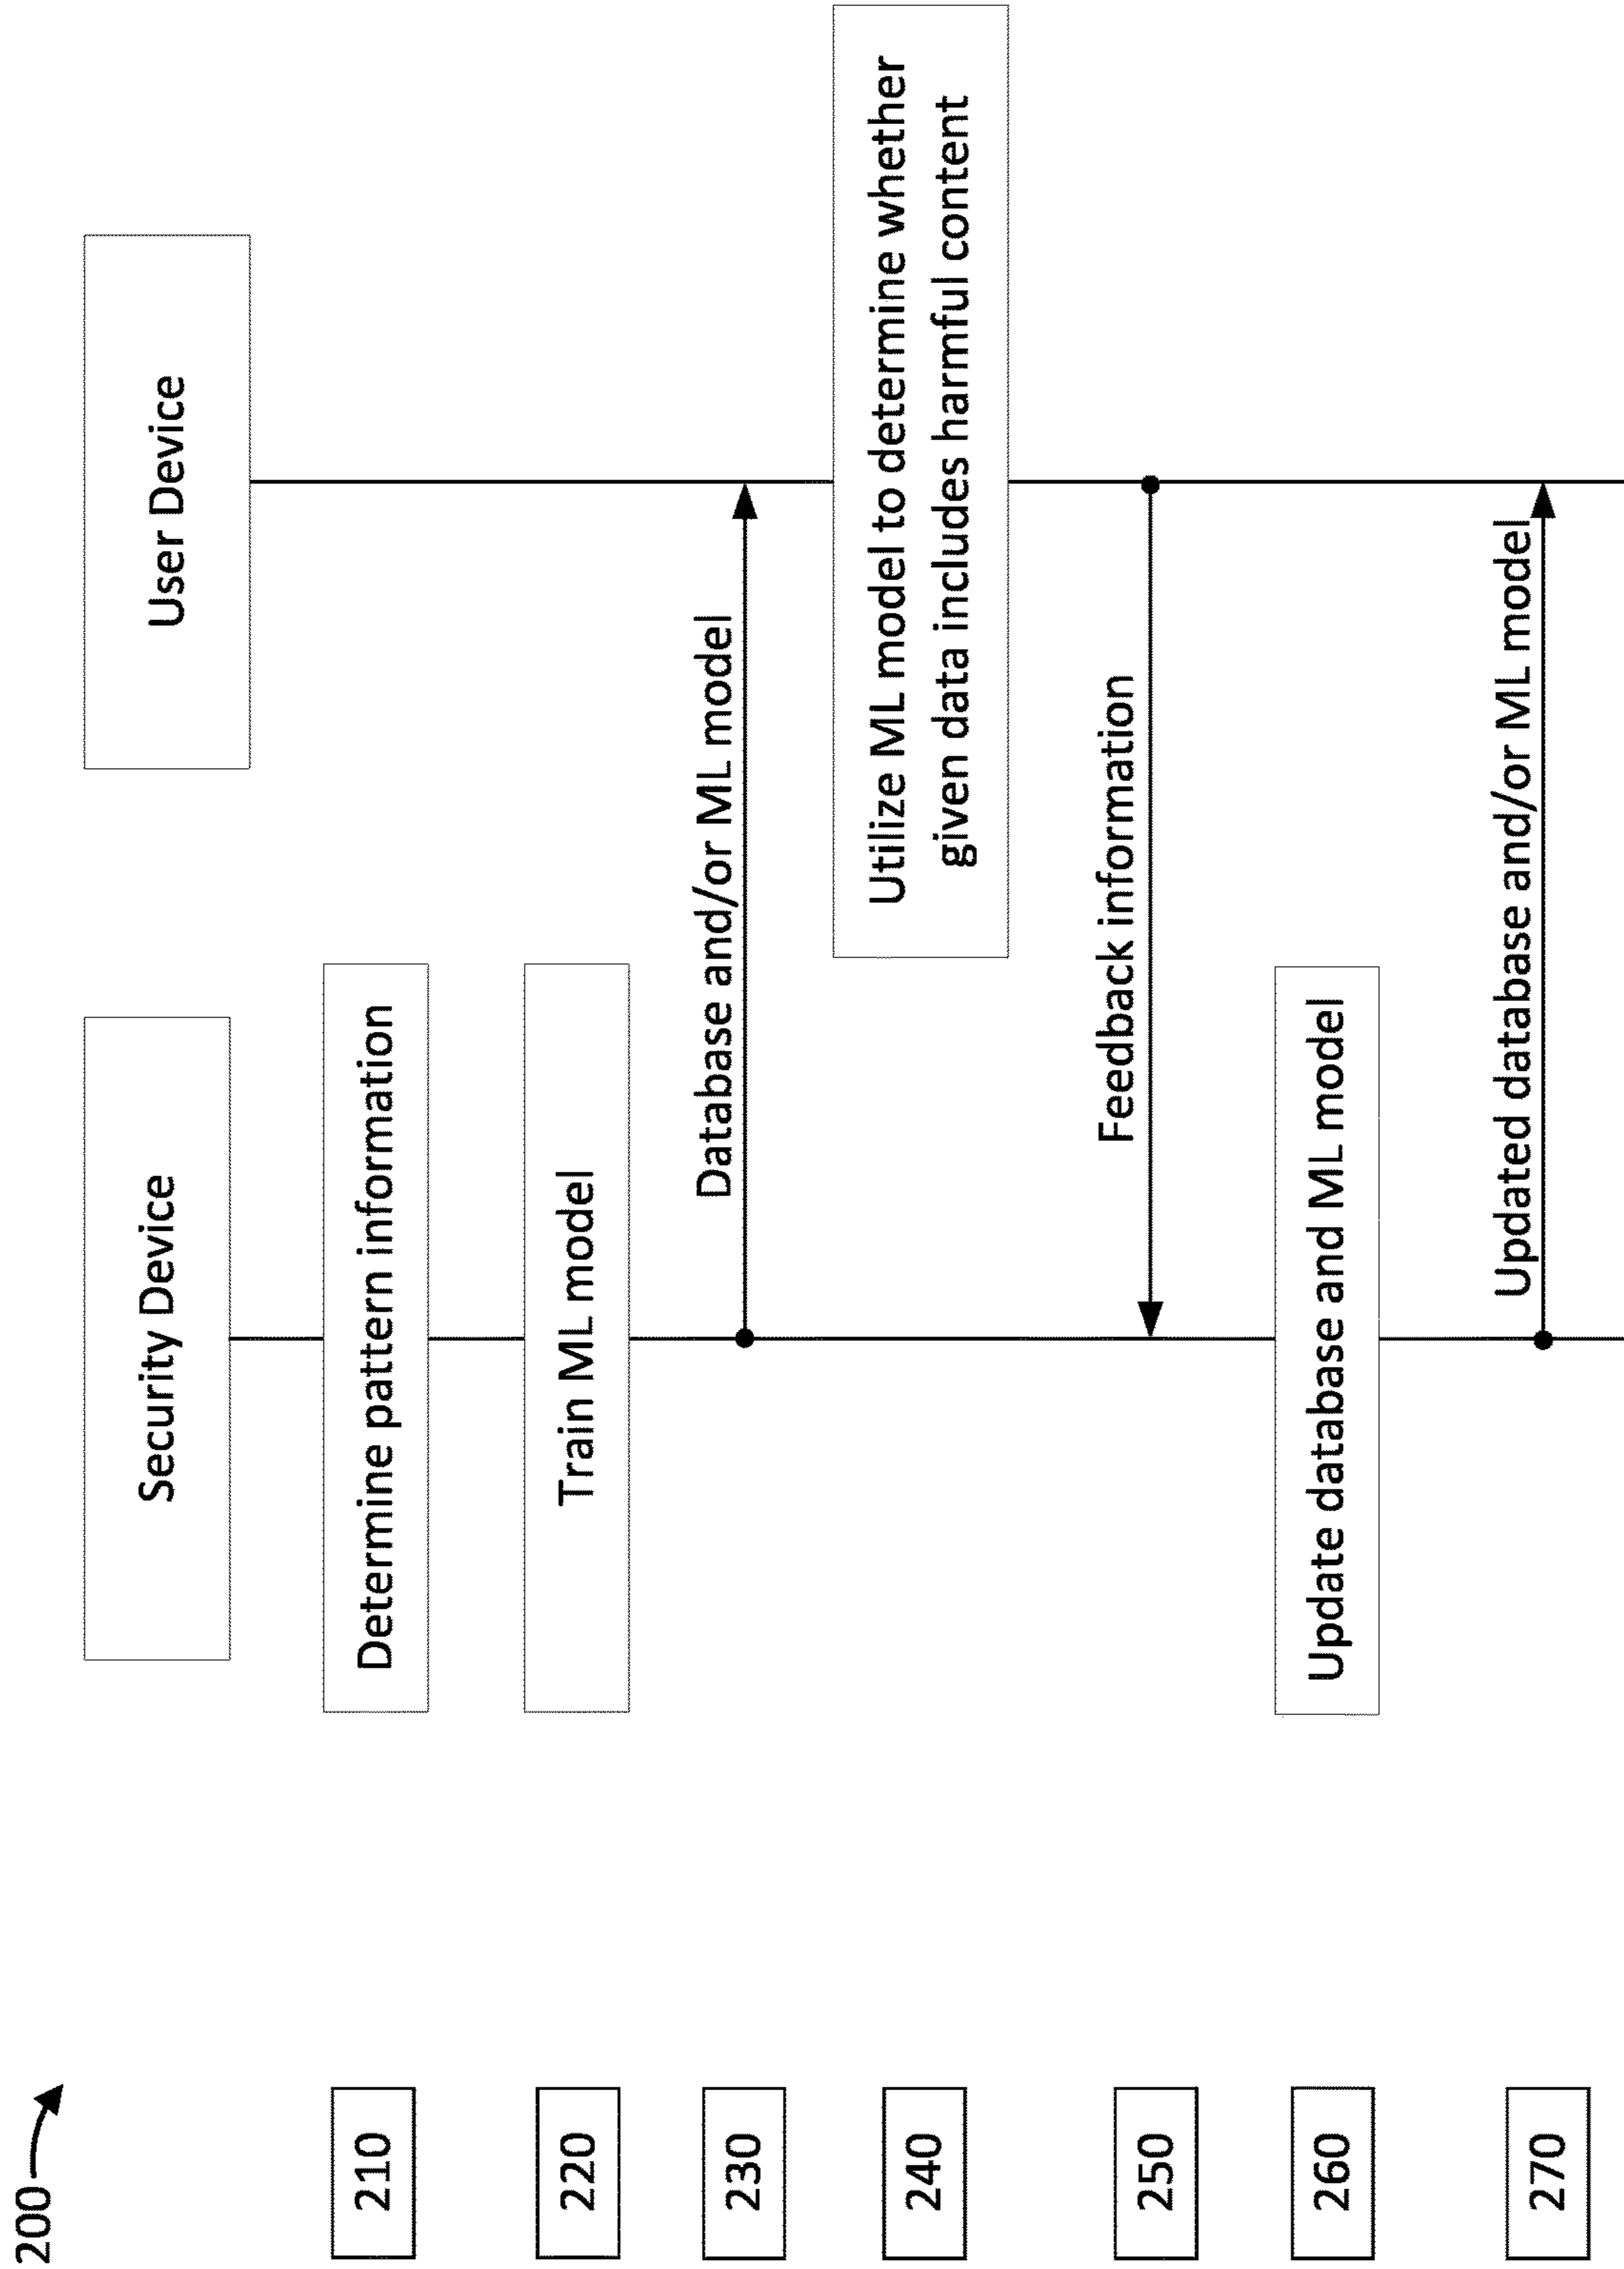 200
Security Device
User Device
210
Determine pattern information
220
Train ML model
230
Database and/or ML model
240
Utilize ML model to determine whether
given data includes harmful content
250
Feedback information
260
Update database and ML model
270
Updated database and/or ML model